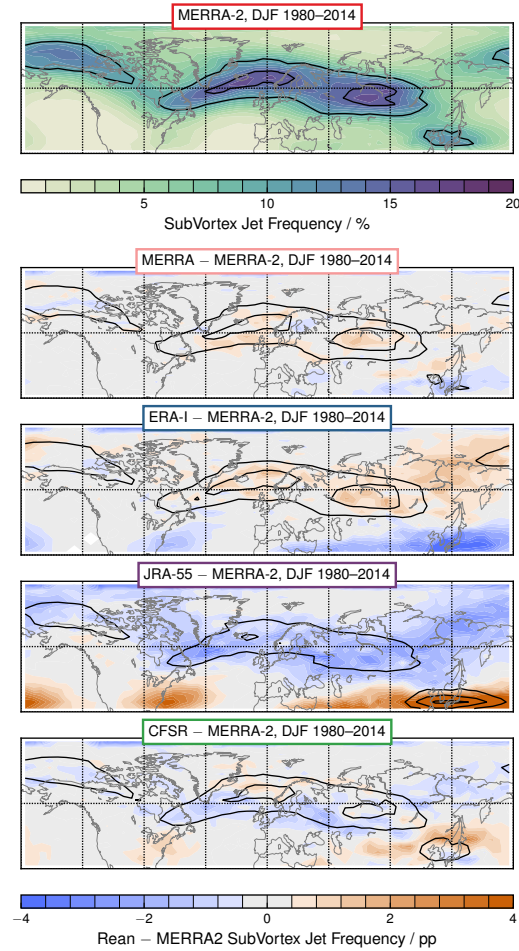 MERRA-2, DJF 1980–2014
5 10 15 20
SubVortex Jet Frequency / %
MERRA − MERRA-2, DJF 1980–2014
ERA-I − MERRA-2, DJF 1980–2014
JRA-55 − MERRA-2, DJF 1980–2014
CFSR − MERRA-2, DJF 1980–2014
−4 −2 0 2 4
Rean − MERRA2 SubVortex Jet Frequency / pp